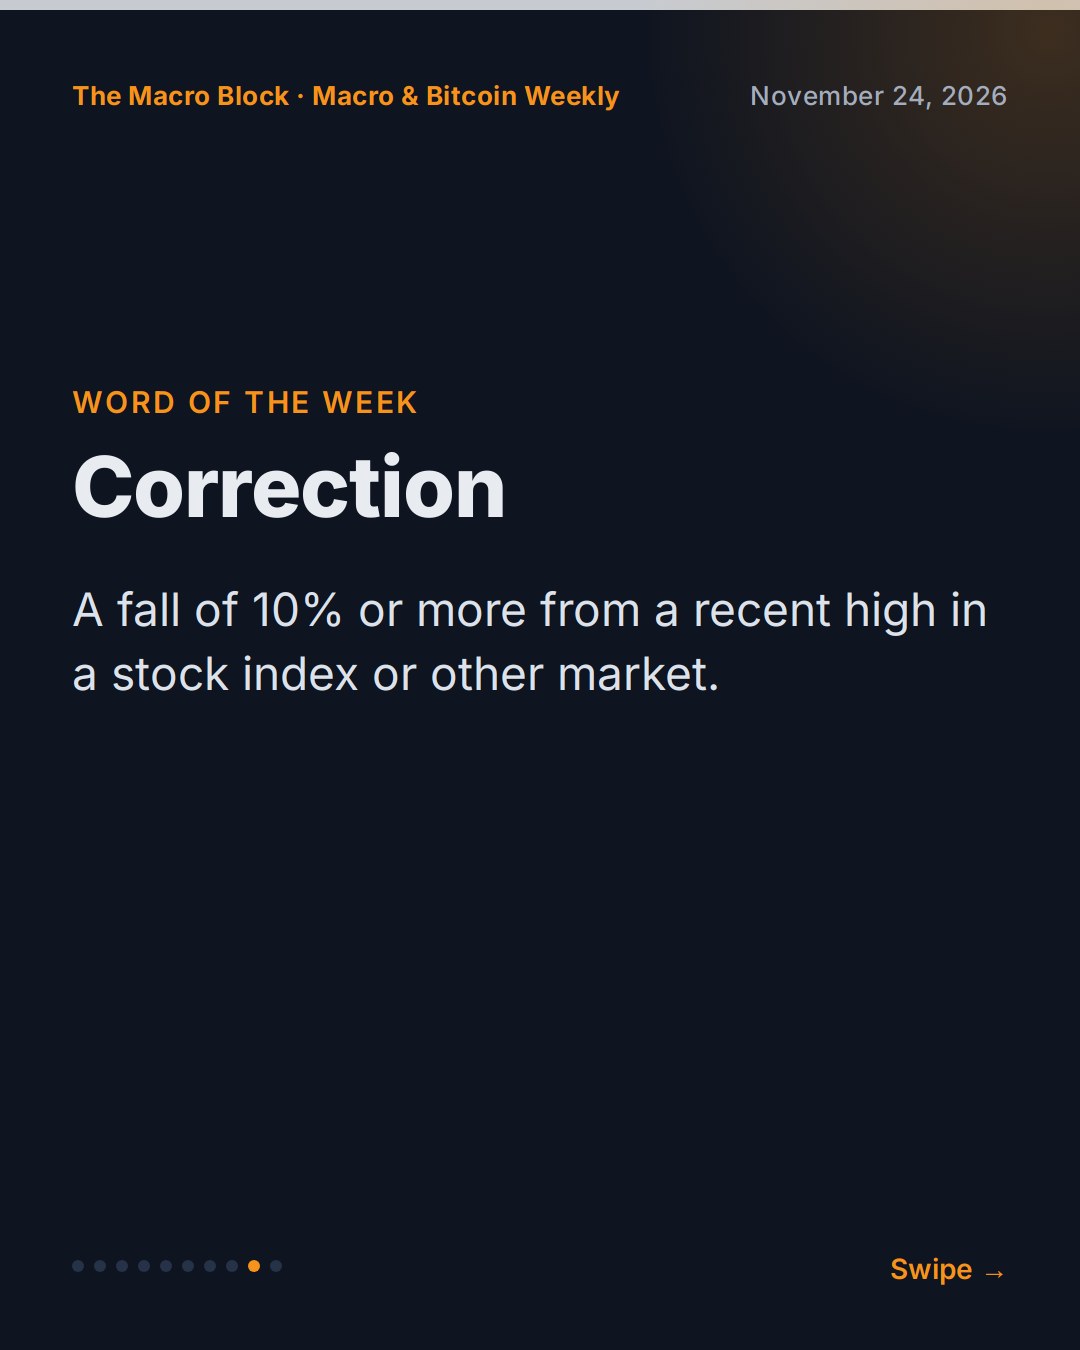 The Macro Block · Macro & Bitcoin Weekly
November 24, 2026
WORD OF THE WEEK
Correction
A fall of 10% or more from a recent high in
a stock index or other market.
Swipe →